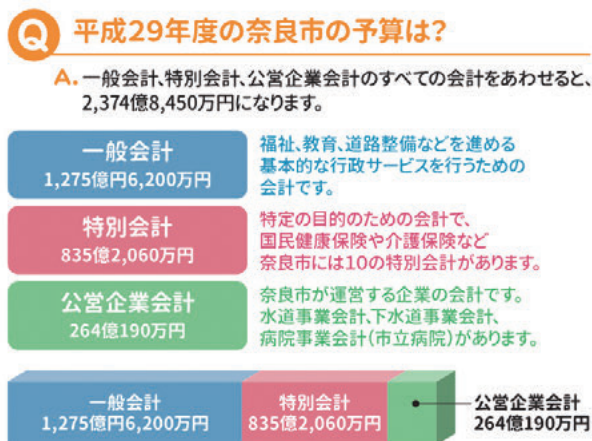 Q 平成29年度の奈良市の予算は?
A. 一般会計、特別会計、公営企業会計のすべての会計をあわせると、
2,374億8,450万円になります。
一般会計
1,275億円6,200万円
福祉、教育、道路整備などを進める
基本的な行政サービスを行うための
会計です。
特別会計
835億2,060万円
特定の目的のための会計で、
国民健康保険や介護保険など
奈良市には10の特別会計があります。
公営企業会計
264億190万円
奈良市が運営する企業の会計です。
水道事業会計、下水道事業会計、
病院事業会計(市立病院)があります。
一般会計
1,275億円6,200万円
特別会計
835億2,060万円
公営企業会計
264億190万円